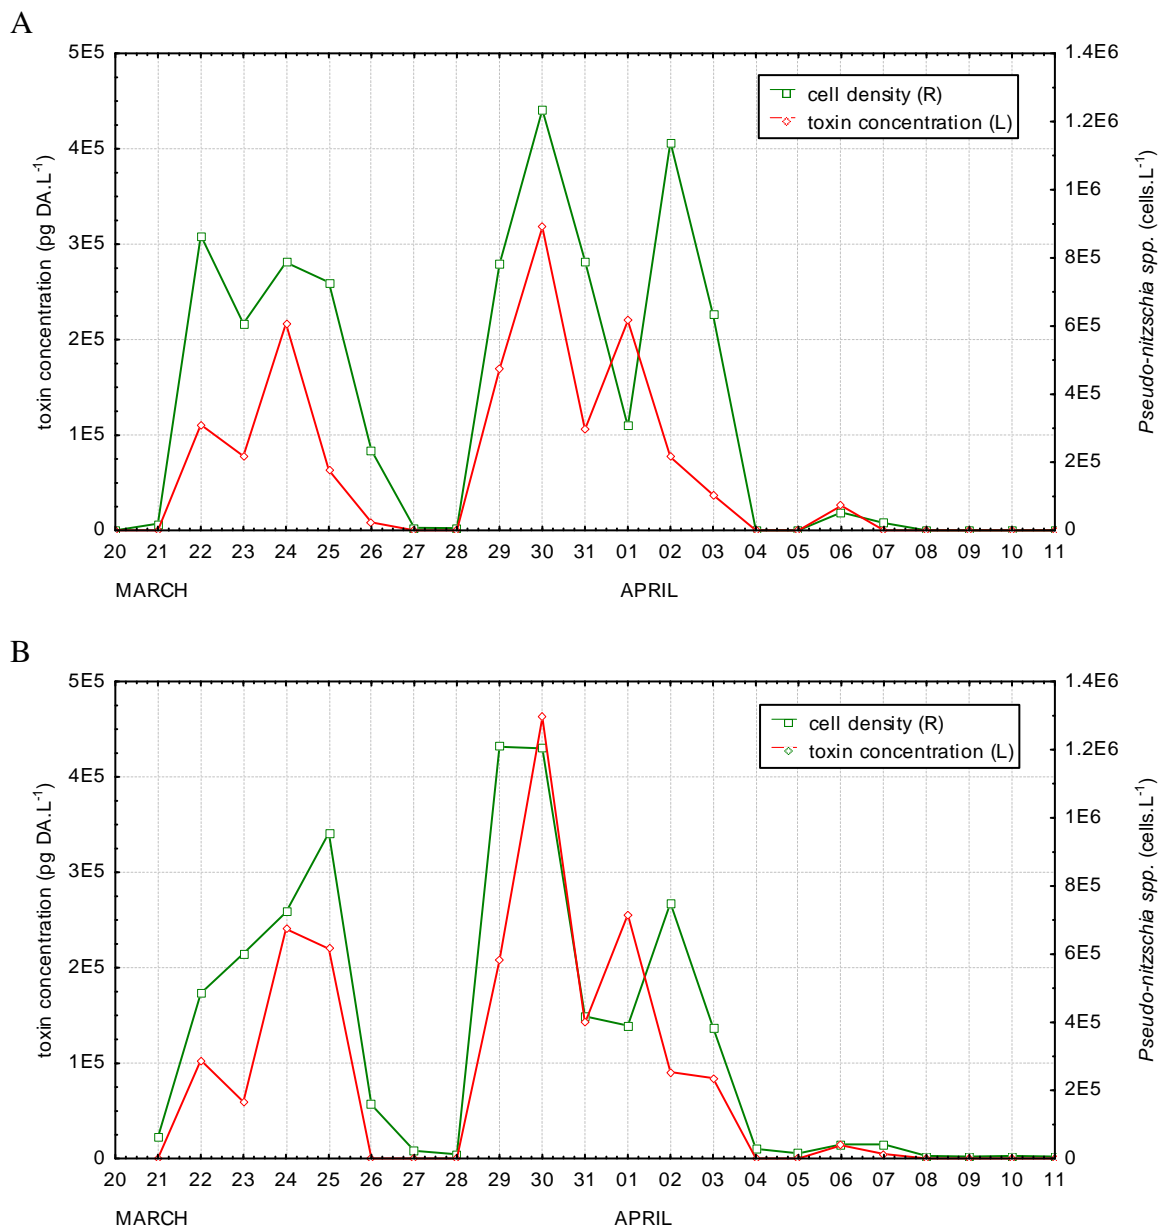 A
5E5
4E5
3E5
2E5
1E5
0
toxin concentration (pg DA.L-1)
1.4E6
1.2E6
1E6
8E5
6E5
4E5
2E5
0
Pseudo-nitzschia spp. (cells.L-1)
cell density (R)
toxin concentration (L)
20 21 22 23 24 25 26 27 28 29 30 31 01 02 03 04 05 06 07 08 09 10 11
MARCH APRIL
B
5E5
4E5
3E5
2E5
1E5
0
toxin concentration (pg DA.L-1)
1.4E6
1.2E6
1E6
8E5
6E5
4E5
2E5
0
Pseudo-nitzschia spp. (cells.L-1)
cell density (R)
toxin concentration (L)
20 21 22 23 24 25 26 27 28 29 30 31 01 02 03 04 05 06 07 08 09 10 11
MARCH APRIL